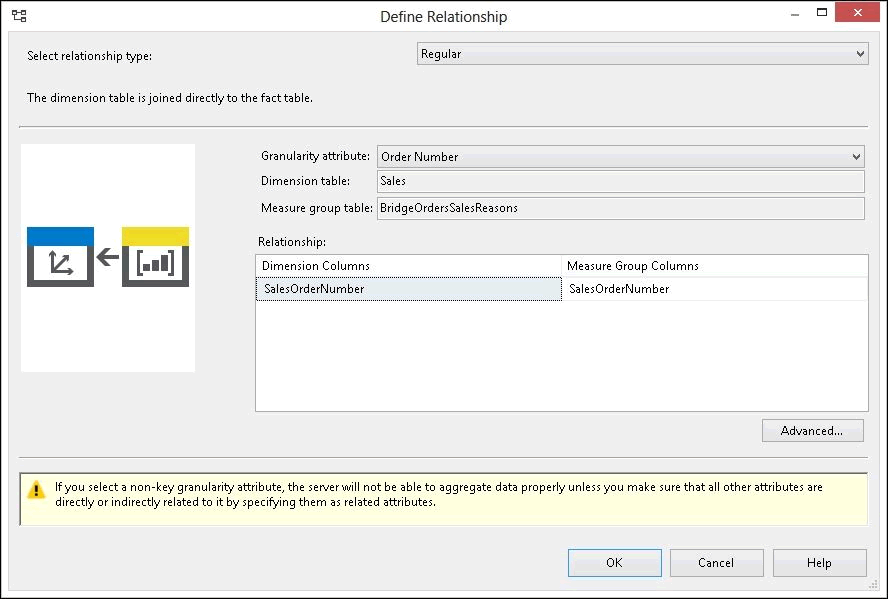 Define Relationship
Select relationship type:
Regular
The dimension table is joined directly to the fact table.
Granularity attribute:
Order Number
Dimension table:
Sales
Measure group table:
BridgeOrdersSalesReasons
Relationship:
Dimension Columns
Measure Group Columns
SalesOrderNumber
SalesOrderNumber
Advanced...
If you select a non-key granularity attribute, the server will not be able to aggregate data properly unless you make sure that all other attributes are
directly or indirectly related to it by specifying them as related attributes.
OK
Cancel
Help